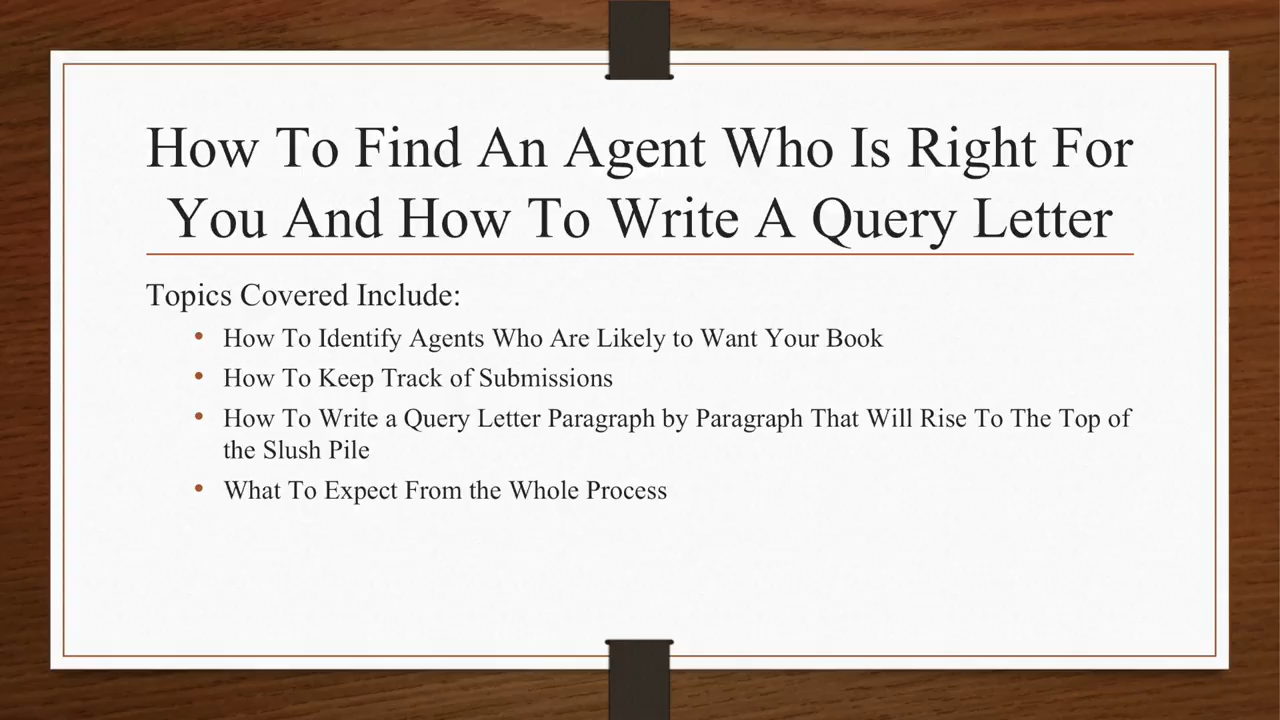 How To Find An Agent Who Is Right For
You And How To Write A Query Letter
Topics Covered Include:
• How To Identify Agents Who Are Likely to Want Your Book
• How To Keep Track of Submissions
• How To Write a Query Letter Paragraph by Paragraph That Will Rise To The Top of
the Slush Pile
• What To Expect From the Whole Process